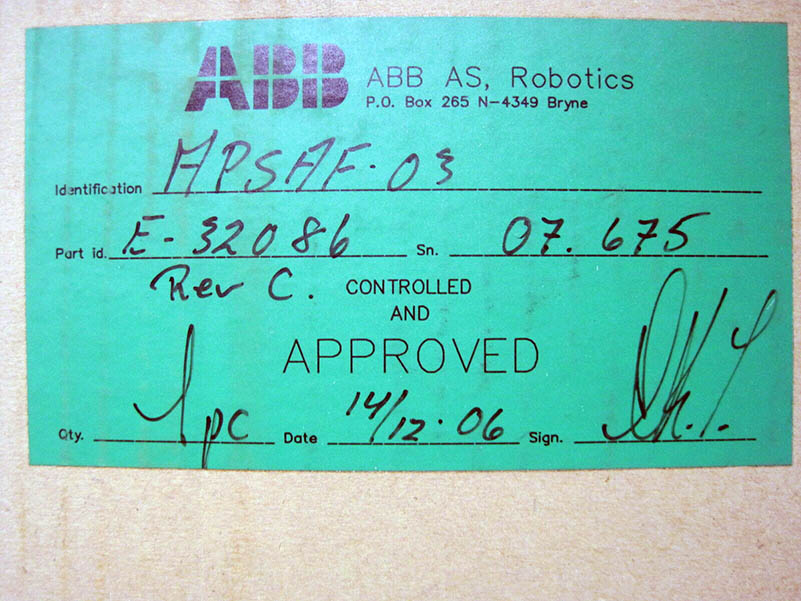 ABB ABB AS, Robotics
P.O. Box 265 N-4349 Bryne
Identification APSAF-03
Part id. E-32086 Sn. 07.675
Rev C. CONTROLLED
AND
APPROVED
Qty. 1pc Date 14/12.06 Sign.